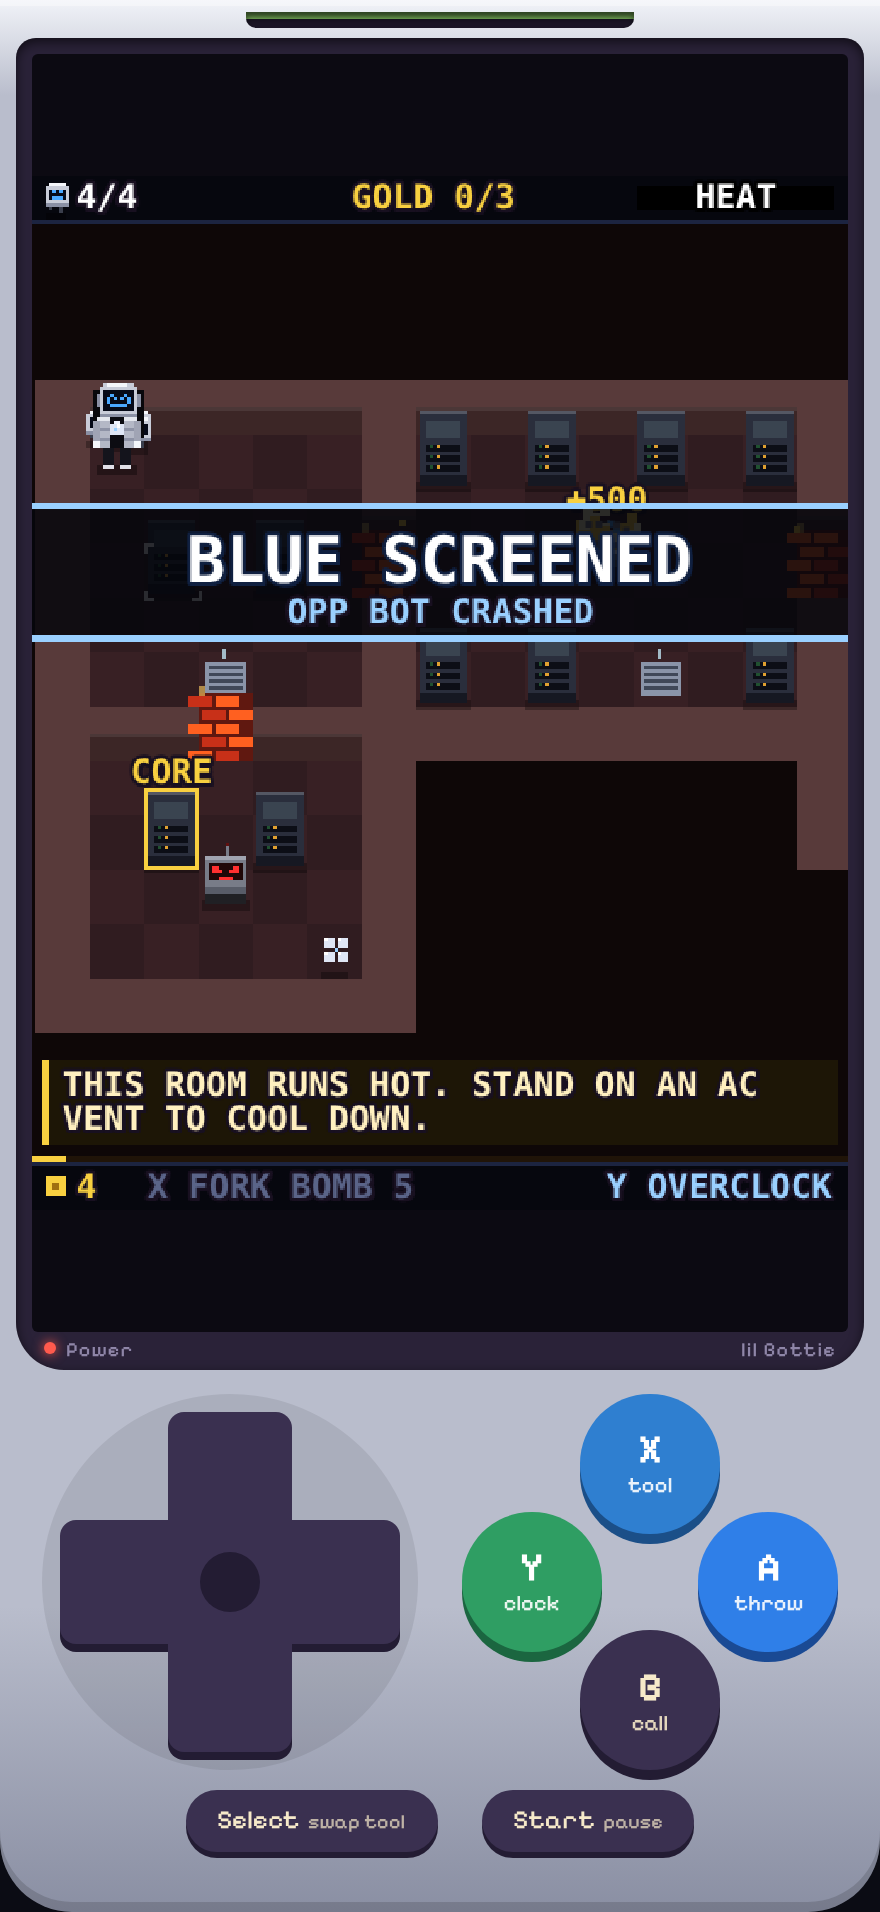 4/4 GOLD 0/3 HEAT
+500
BLUE SCREENED
OPP BOT CRASHED
CORE
THIS ROOM RUNS HOT. STAND ON AN AC
VENT TO COOL DOWN.
4 X FORK BOMB 5 Y OVERCLOCK
Power lil Bottie
X
tool
Y
clock
A
throw
B
call
Select swap tool
Start pause